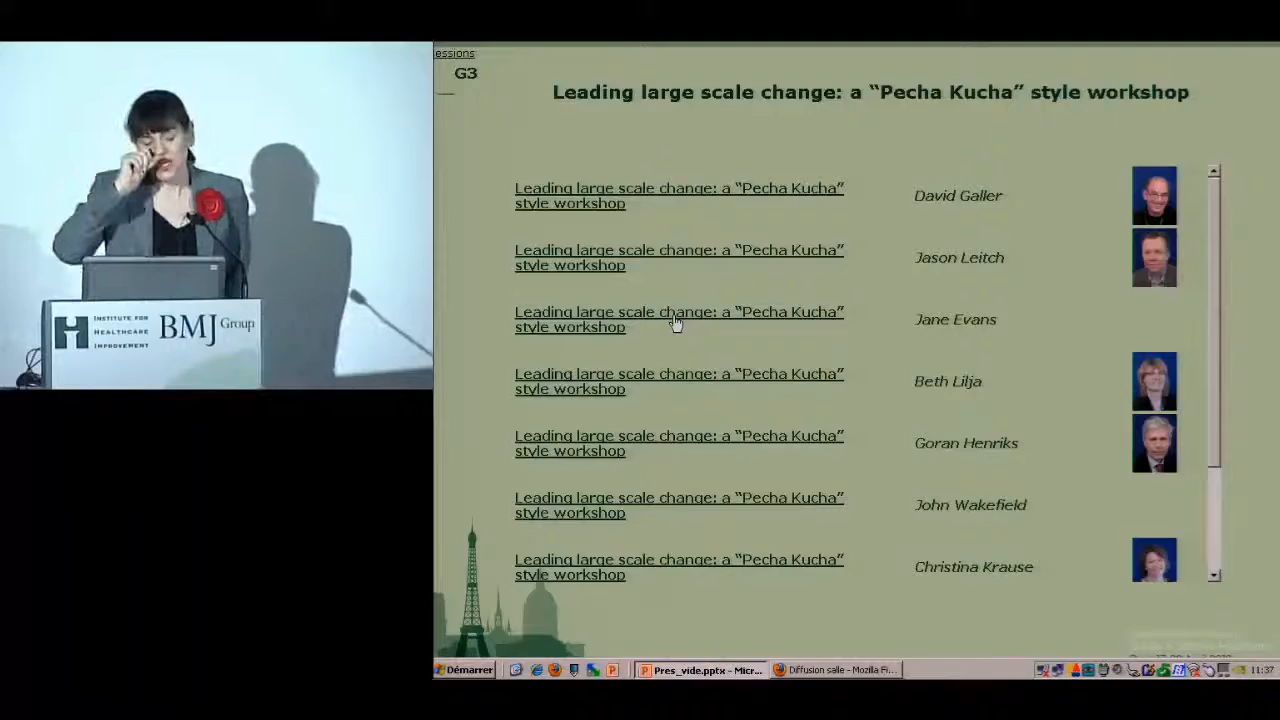 essions
G3
Leading large scale change: a “Pecha Kucha” style workshop
Leading large scale change: a “Pecha Kucha”
style workshop
David Galler
Leading large scale change: a “Pecha Kucha”
style workshop
Jason Leitch
Leading large scale change: a “Pecha Kucha”
style workshop
Jane Evans
Leading large scale change: a “Pecha Kucha”
style workshop
Beth Lilja
Leading large scale change: a “Pecha Kucha”
style workshop
Goran Henriks
Leading large scale change: a “Pecha Kucha”
style workshop
John Wakefield
Leading large scale change: a “Pecha Kucha”
style workshop
Christina Krause
INSTITUTE FOR
HEALTHCARE
IMPROVEMENT
BMJ Group
Démarrer
Pres_vide.pptx - Micr...
Diffusion salle - Mozilla Fi...
11:37